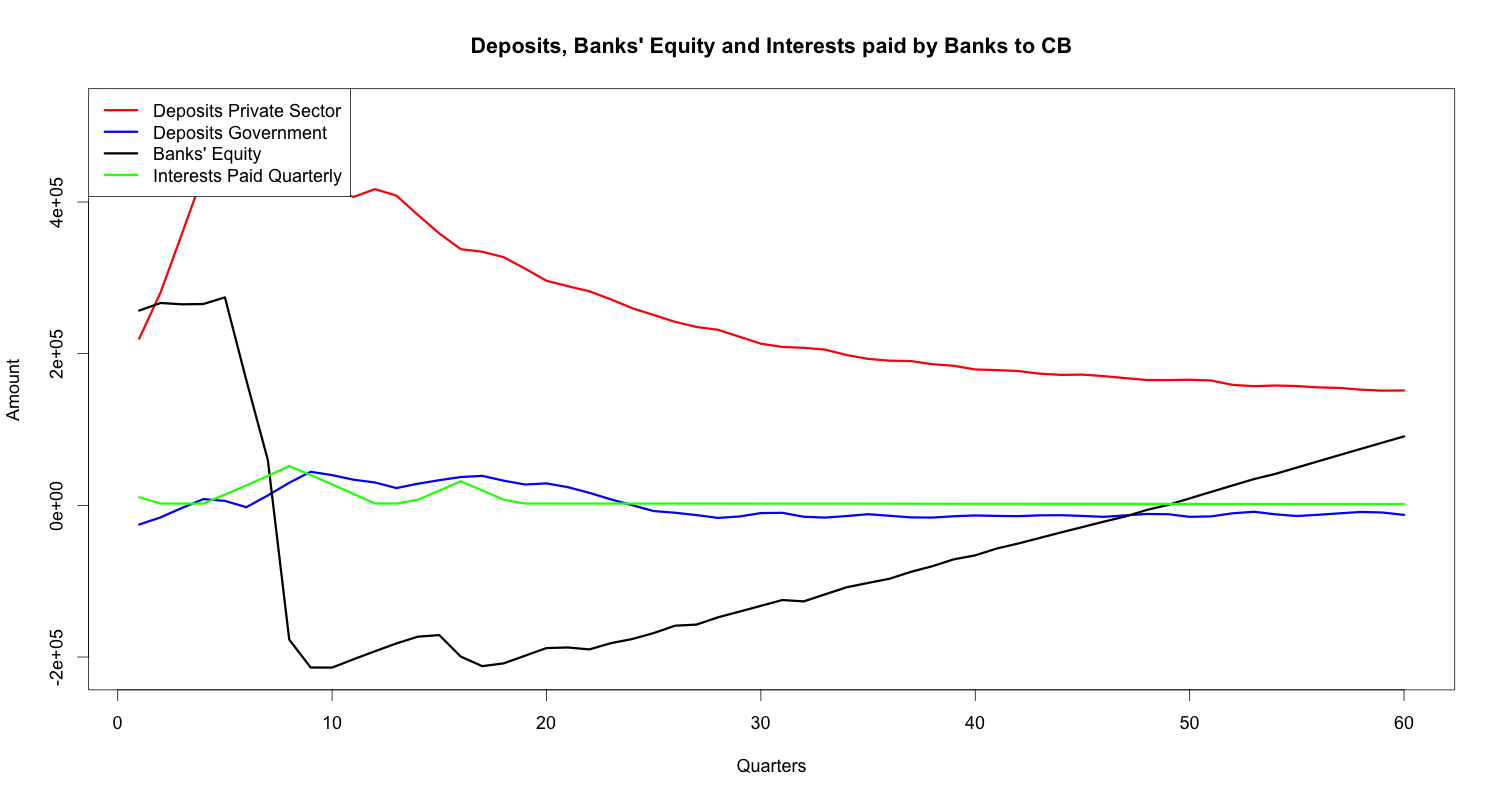 Deposits, Banks' Equity and Interests paid by Banks to CB
Deposits Private Sector
Deposits Government
Banks' Equity
Interests Paid Quarterly
4e+05
2e+05
0e+00
-2e+05
Amount
0 10 20 30 40 50 60
Quarters